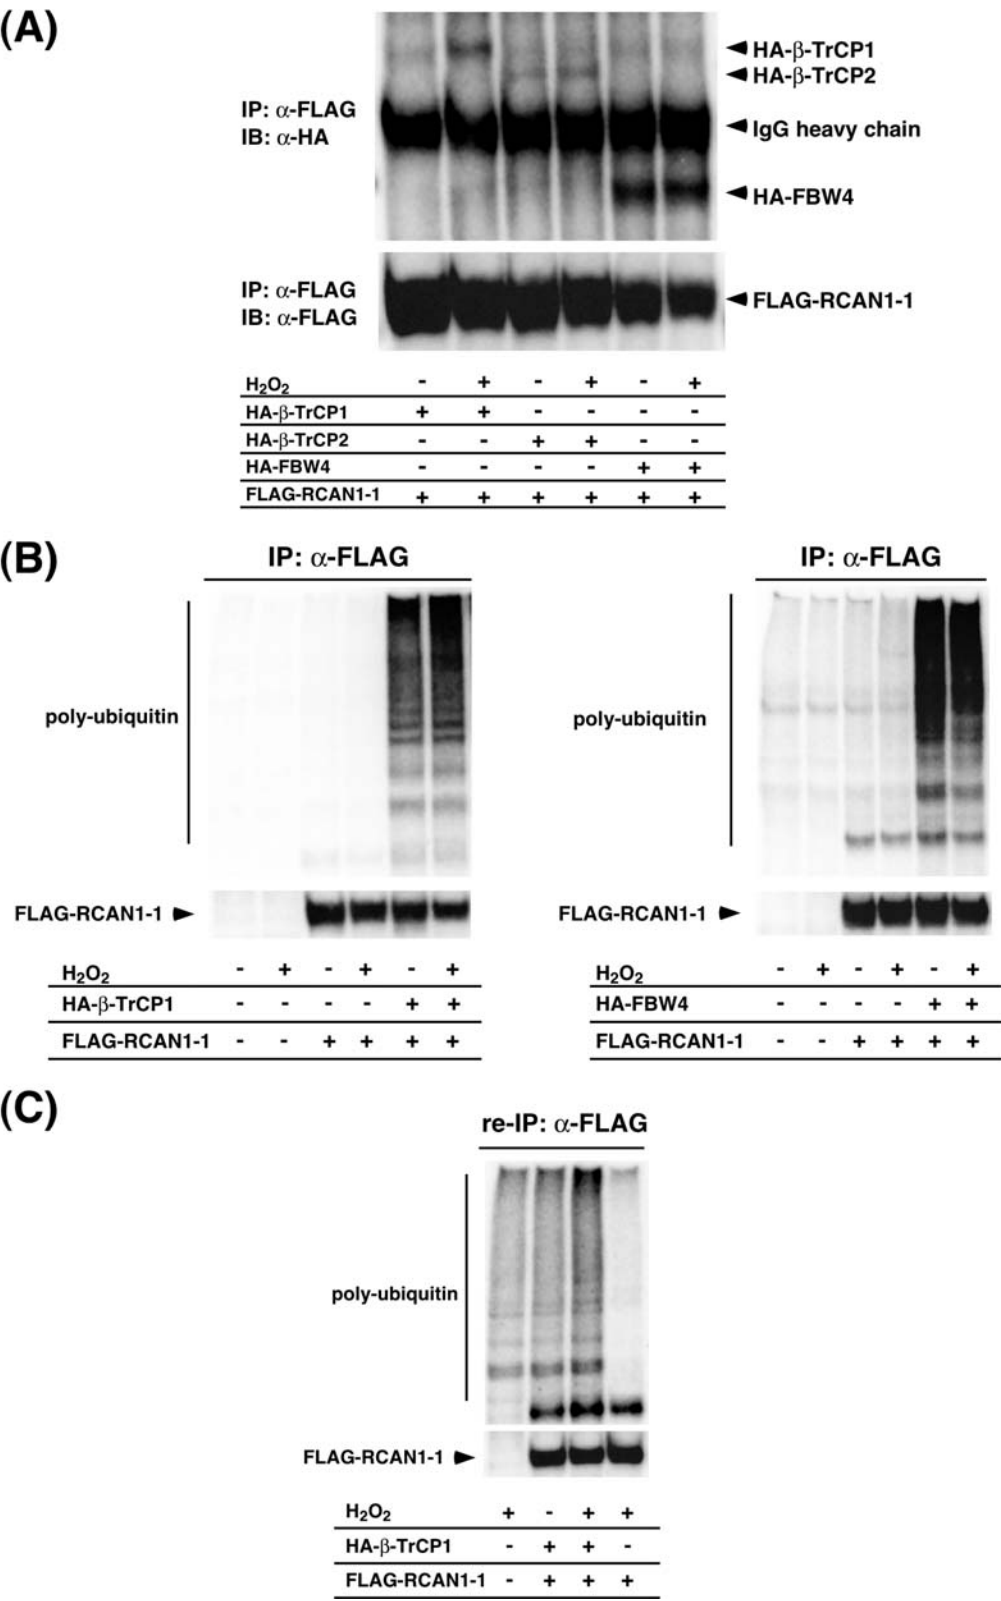 (A)
HA-β-TrCP1
HA-β-TrCP2
IP: α-FLAG
IB: α-HA
IgG heavy chain
HA-FBW4
IP: α-FLAG
IB: α-FLAG
FLAG-RCAN1-1
H₂O₂ - + - + - +
HA-β-TrCP1 + + - - - -
HA-β-TrCP2 - - + + - -
HA-FBW4 - - - - + +
FLAG-RCAN1-1 + + + + + +
(B)
IP: α-FLAG
poly-ubiquitin
FLAG-RCAN1-1
H₂O₂ - + - + - +
HA-β-TrCP1 - - - - + +
FLAG-RCAN1-1 - - + + + +
IP: α-FLAG
poly-ubiquitin
FLAG-RCAN1-1
H₂O₂ - + - + - +
HA-FBW4 - - - - + +
FLAG-RCAN1-1 - - + + + +
(C)
re-IP: α-FLAG
poly-ubiquitin
FLAG-RCAN1-1
H₂O₂ + - + +
HA-β-TrCP1 - + + -
FLAG-RCAN1-1 - + + +